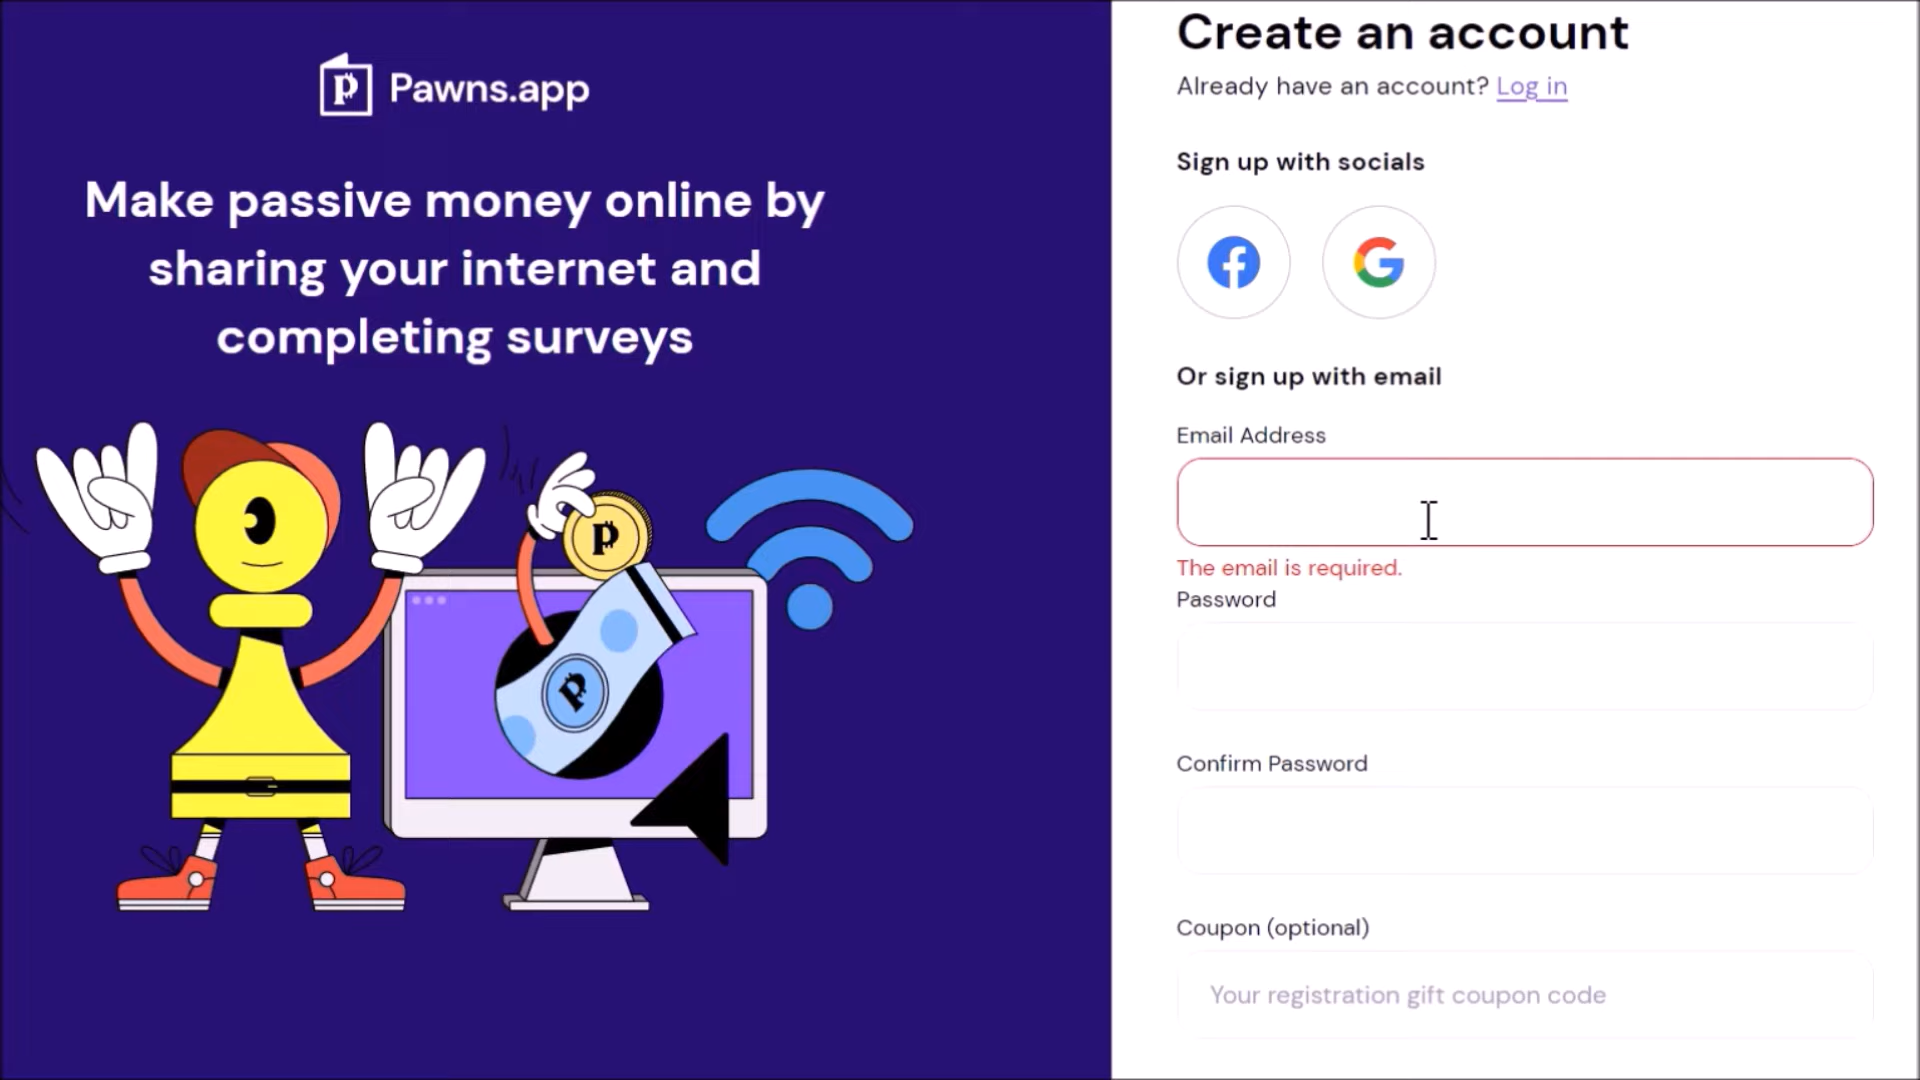 Pawns.app
Make passive money online by
sharing your internet and
completing surveys
Create an account
Already have an account? Log in
Sign up with socials
Or sign up with email
Email Address
The email is required.
Password
Confirm Password
Coupon (optional)
Your registration gift coupon code